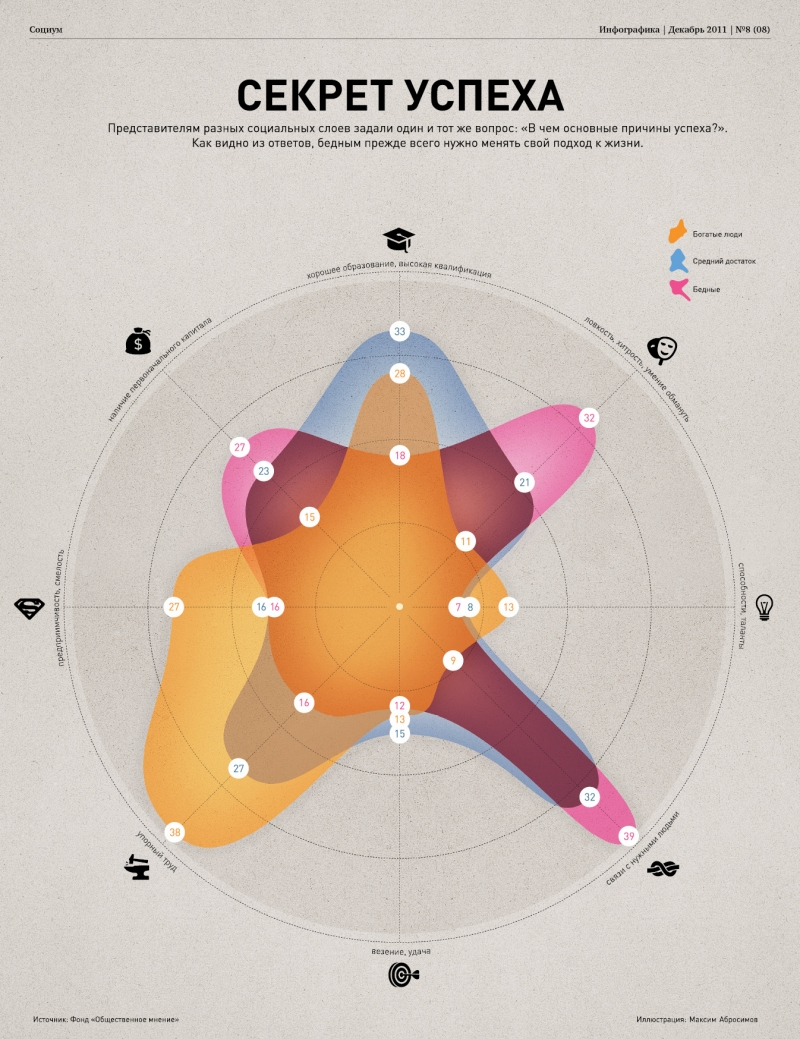 Социум
Инфографика | Декабрь 2011 | №8 (08)
СЕКРЕТ УСПЕХА
Представителям разных социальных слоев задали один и тот же вопрос: «В чем основные причины успеха?».
Как видно из ответов, бедным прежде всего нужно менять свой подход к жизни.
Богатые люди
Средний достаток
Бедные
хорошее образование, высокая квалификация
наличие первоначального капитала
$
ловкость, хитрость, умение обмануть
33
28
32
27
18
23
21
15
11
предприимчивость, смелость
способности, таланты
27
16
16
7
8
13
9
16
12
13
15
27
32
38
39
упорный труд
связи с нужными людьми
везение, удача
Источник: Фонд «Общественное мнение»
Иллюстрация: Максим Абросимов